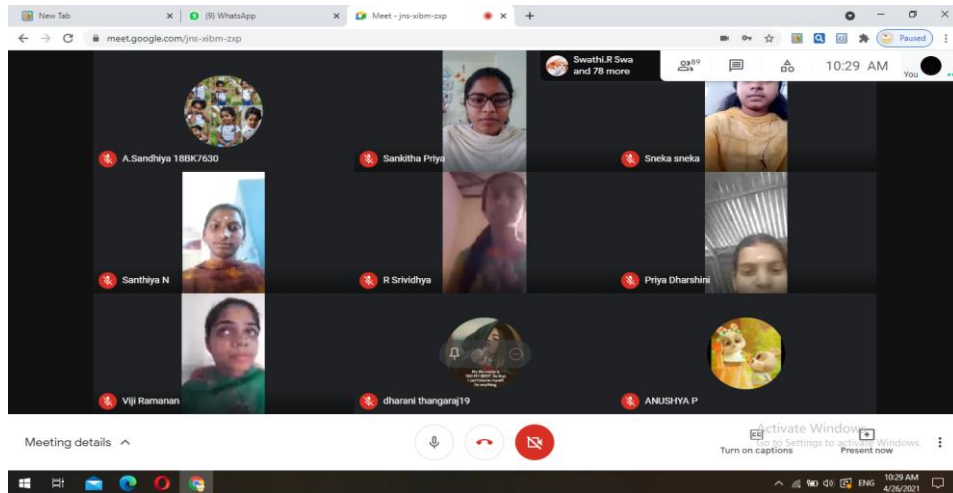 New Tab
(9) WhatsApp
Meet - jns-xibm-zxp
meet.google.com/jns-xibm-zxp
Paused
Swathi.R Swa
and 78 more
89
10:29 AM
You
A.Sandhiya 18BK7630
Sankitha Priya
Sneka sneka
Santhiya N
R Srividhya
Priya Dharshini
Viji Ramanan
dharani thangaraj19
ANUSHYA P
Meeting details
Activate Windows
Go to Settings to activate Windows.
CC
Turn on captions
Present now
ENG
10:29 AM
4/26/2021